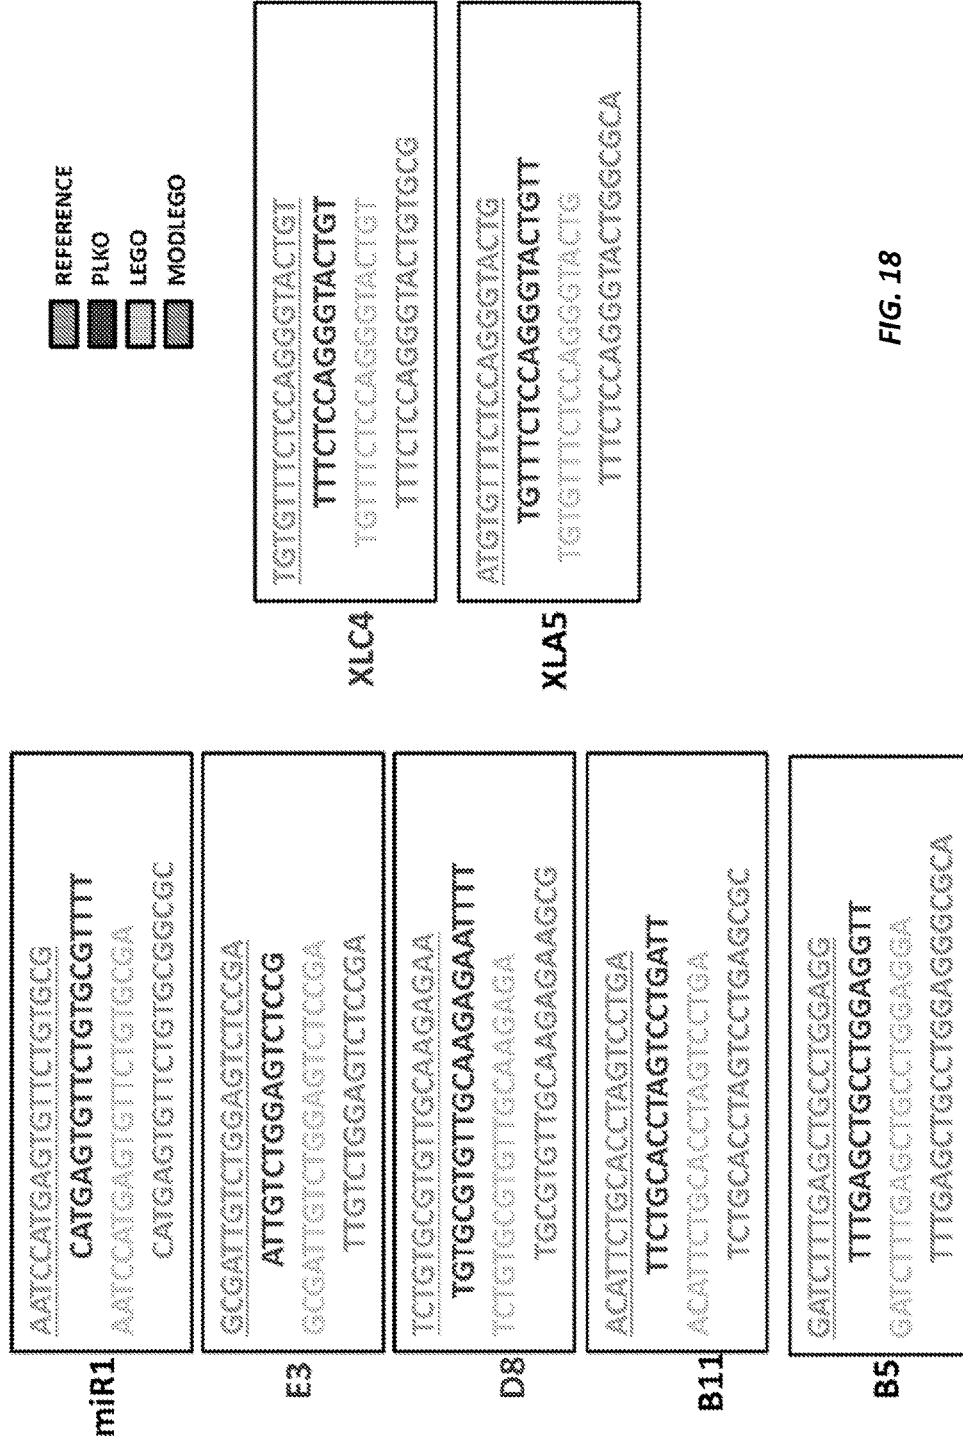 miR1
AATCCATGAGTGTTCTGTGCG
CATGAGTGTTCTGTGCGTTTT
AATCCATGAGTGTTCTGTGCGA
CATGAGTGTTCTGTGCGGCGC
E3
GCGATTGTCTGGAGTCTCCGA
ATTGTCTGGAGTCTCCG
GCGATTGTCTGGAGTCTCCGA
TTGTCTGGAGTCTCCGA
D8
TCTGTGCGTGTTGCAAGAGAA
TGTGCGTGTTGCAAGAGAATTTT
TCTGTGCGTGTTGCAAGAGA
TGCGTGTTGCAAGAGAAGCG
B11
ACATTCTGCACCTAGTCCTGA
TTCTGCACCTAGTCCTGATT
ACATTCTGCACCTAGTCCTGA
TCTGCACCTAGTCCTGAGCGC
B5
GATCTTTGAGCTGCCTGGAGG
TTTGAGCTGCCTGGAGGTT
GATCTTTGAGCTGCCTGGAGGA
TTTGAGCTGCCTGGAGGGCGCA
REFERENCE
PLKO
LEGO
MODLEGO
XLC4
TGTGTTTCTCCAGGGTACTGT
TTTCTCCAGGGTACTGT
TGTTTCTCCAGGGTACTGT
TTTCTCCAGGGTACTGTGCG
XLA5
ATGTGTTTCTCCAGGGTACTG
TGTTTCTCCAGGGTACTGTT
TGTGTTTCTCCAGGGTACTG
TTTCTCCAGGGTACTGGCGCA
FIG. 18